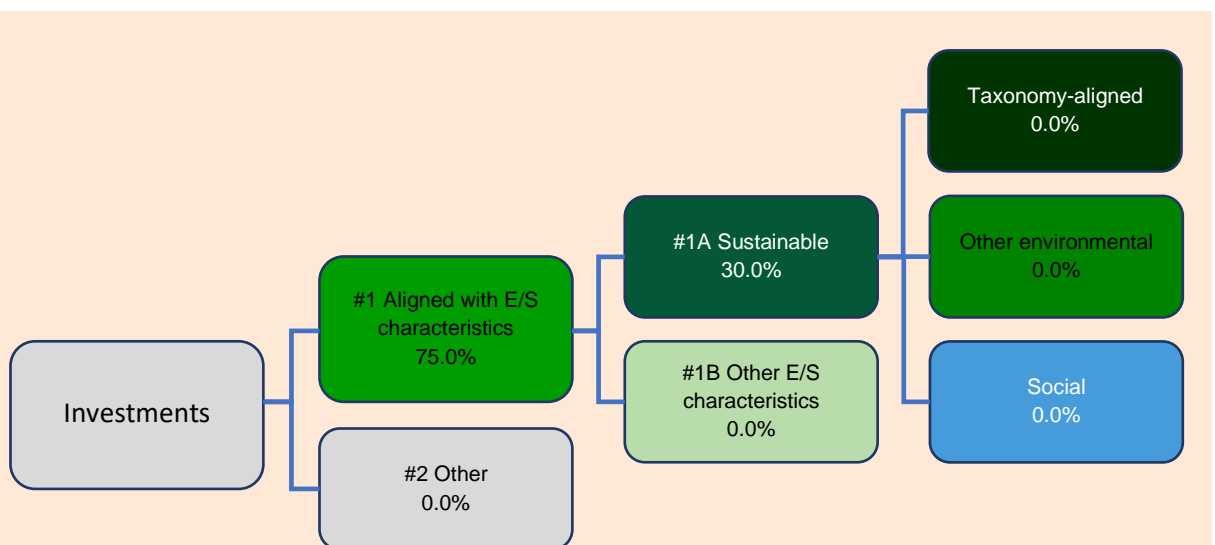 Investments
#1 Aligned with E/S
characteristics
75.0%
#2 Other
0.0%
#1A Sustainable
30.0%
#1B Other E/S
characteristics
0.0%
Taxonomy-aligned
0.0%
Other environmental
0.0%
Social
0.0%